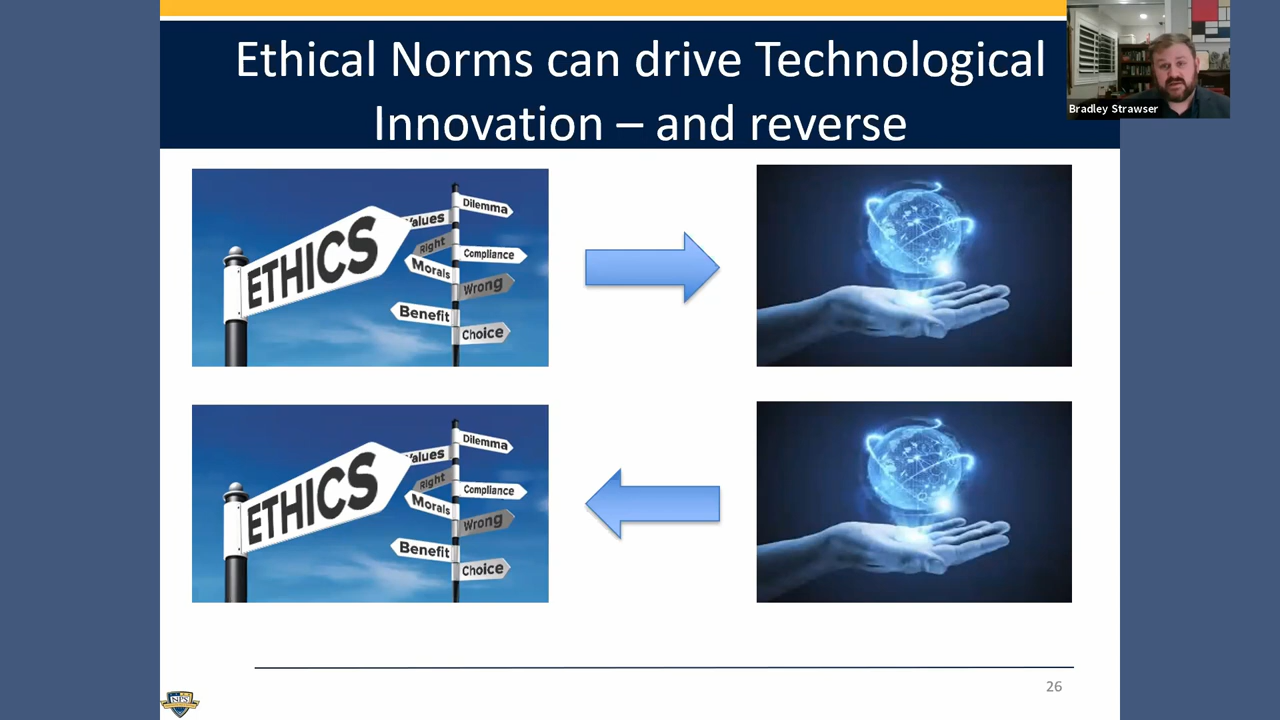 Ethical Norms can drive Technological
Innovation – and reverse
Bradley Strawser
ETHICS
Values
Dilemma
Right
Compliance
Morals
Wrong
Benefit
Choice
ETHICS
Values
Dilemma
Right
Compliance
Morals
Wrong
Benefit
Choice
26
NPS